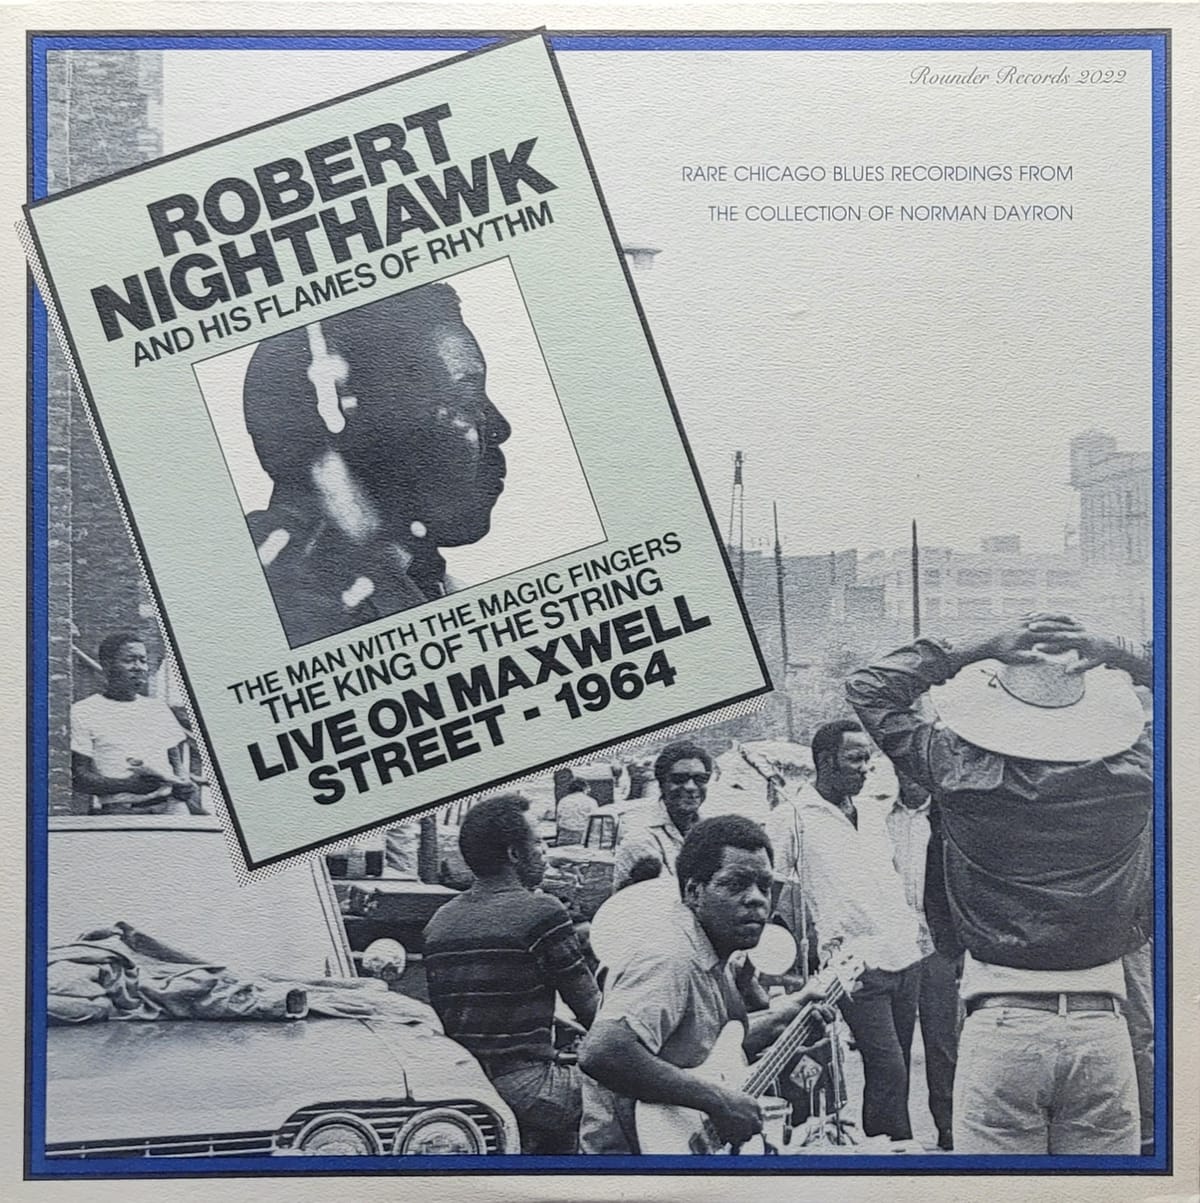 Rounder Records 2022
RARE CHICAGO BLUES RECORDINGS FROM
THE COLLECTION OF NORMAN DAYRON
ROBERT
NIGHTHAWK
AND HIS FLAMES OF RHYTHM
THE MAN WITH THE MAGIC FINGERS
THE KING OF THE STRING
LIVE ON MAXWELL
STREET - 1964